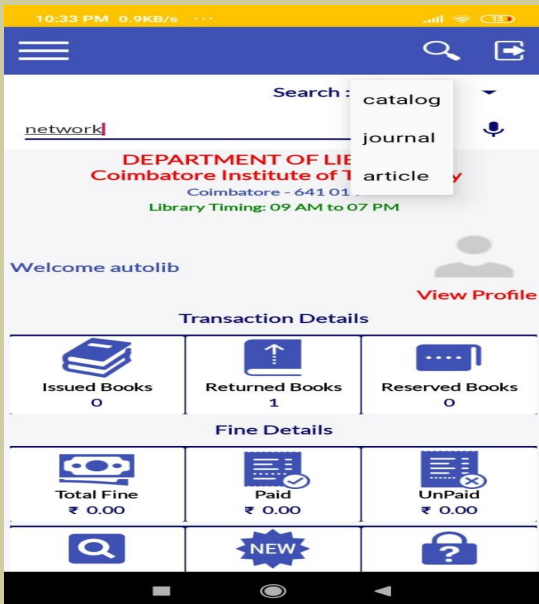 10:33 PM 0.9KB/s ...
Search :
catalog
network
journal
article
DEPARTMENT OF
Coimbatore Institute of
Coimbatore - 641
Library Timing: 09 AM to 07 PM
Welcome autolib
View Profile
Transaction Details
Issued Books Returned Books Reserved Books
0 1 0
Fine Details
Total Fine Paid UnPaid
₹ 0.00 ₹ 0.00 ₹ 0.00
NEW